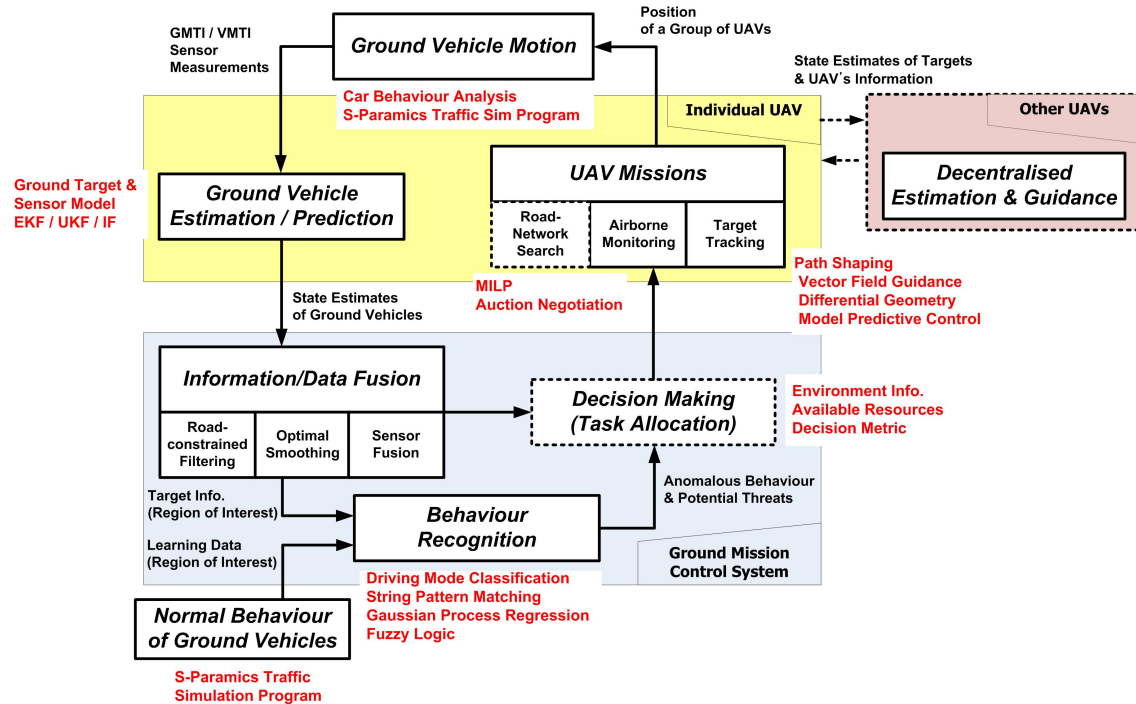 GMTI / VMTI
Sensor
Measurements
Ground Vehicle Motion
Position
of a Group of UAVs
Car Behaviour Analysis
S-Paramics Traffic Sim Program
State Estimates of Targets
& UAV´s Information
Individual UAV
Other UAVs
Decentralised
Estimation & Guidance
Ground Target &
Sensor Model
EKF / UKF / IF
Ground Vehicle
Estimation / Prediction
UAV Missions
Road-
Network
Search
Airborne
Monitoring
Target
Tracking
MILP
Auction Negotiation
Path Shaping
Vector Field Guidance
Differential Geometry
Model Predictive Control
State Estimates
of Ground Vehicles
Information/Data Fusion
Road-
constrained
Filtering
Optimal
Smoothing
Sensor
Fusion
Decision Making
(Task Allocation)
Environment Info.
Available Resources
Decision Metric
Target Info.
(Region of Interest)
Learning Data
(Region of Interest)
Behaviour
Recognition
Anomalous Behaviour
& Potential Threats
Ground Mission
Control System
Driving Mode Classification
String Pattern Matching
Gaussian Process Regression
Fuzzy Logic
Normal Behaviour
of Ground Vehicles
S-Paramics Traffic
Simulation Program